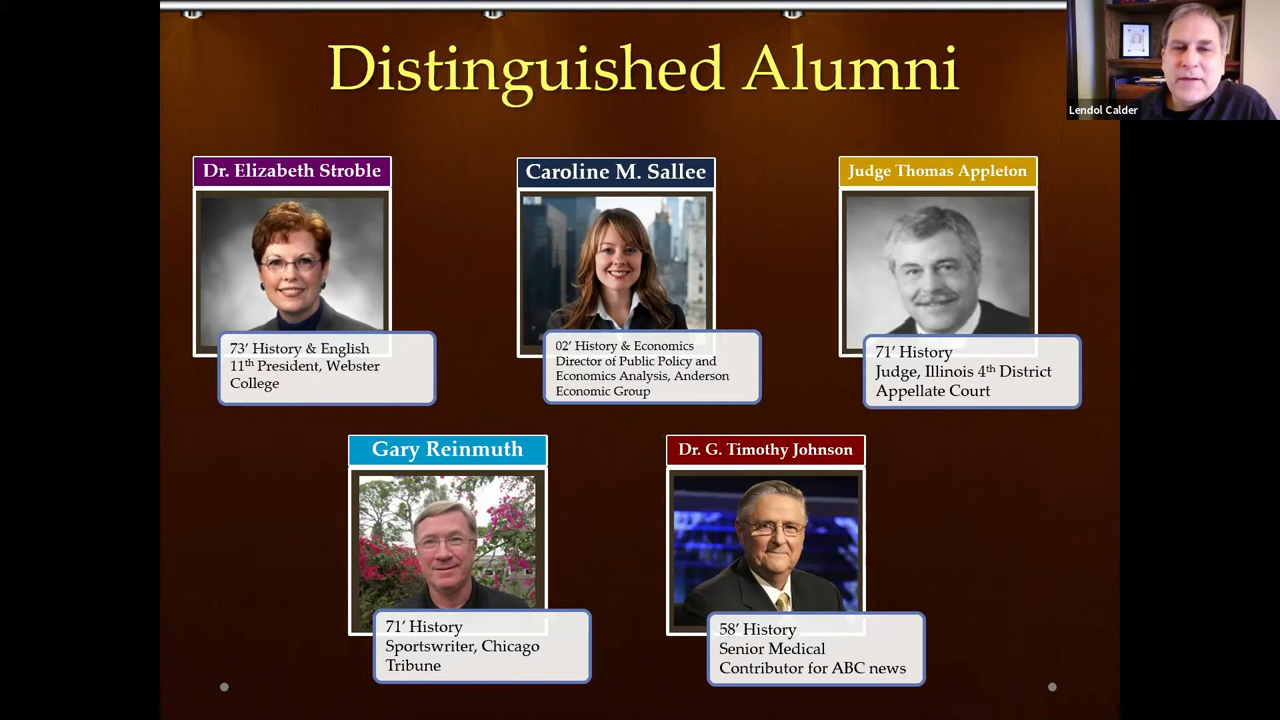 Distinguished Alumni
Lendol Calder
Dr. Elizabeth Stroble
73′ History & English
11th President, Webster
College
Caroline M. Sallee
02′ History & Economics
Director of Public Policy and
Economics Analysis, Anderson
Economic Group
Judge Thomas Appleton
71′ History
Judge, Illinois 4th District
Appellate Court
Gary Reinmuth
71′ History
Sportswriter, Chicago
Tribune
Dr. G. Timothy Johnson
58′ History
Senior Medical
Contributor for ABC news